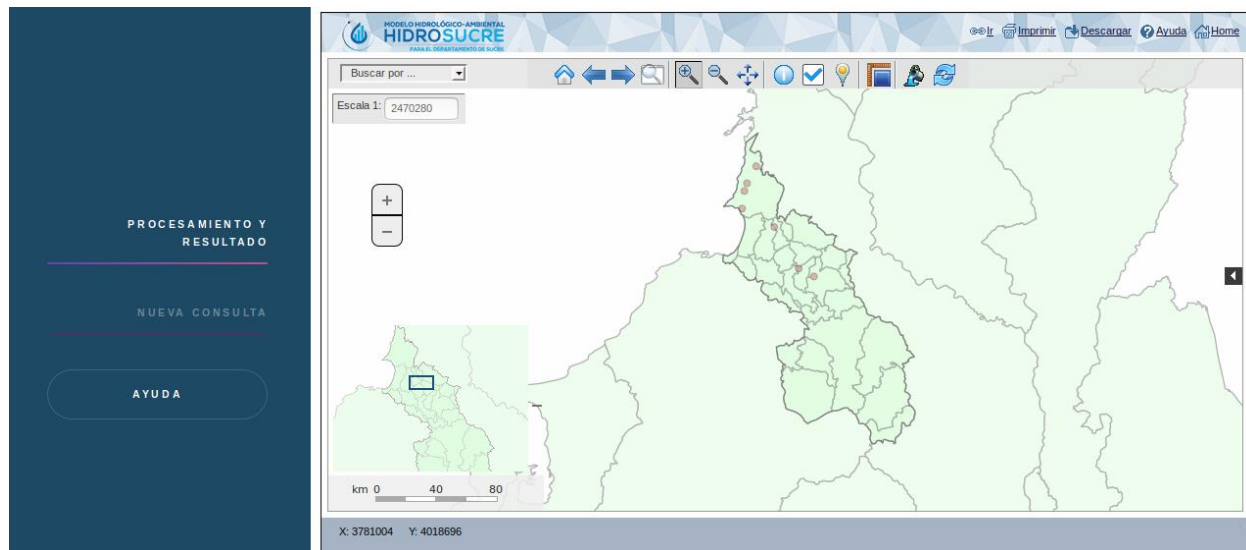 PROCESAMIENTO Y
RESULTADO
NUEVA CONSULTA
AYUDA
MODELO HIDROLÓGICO-AMBIENTAL
HIDROSUCRE
PARA EL DEPARTAMENTO DE SUCRE
Ir Imprimir Descargar Ayuda Home
Buscar por ...
Escala 1: 2470280
+
−
km 0 40 80
X: 3781004 Y: 4018696